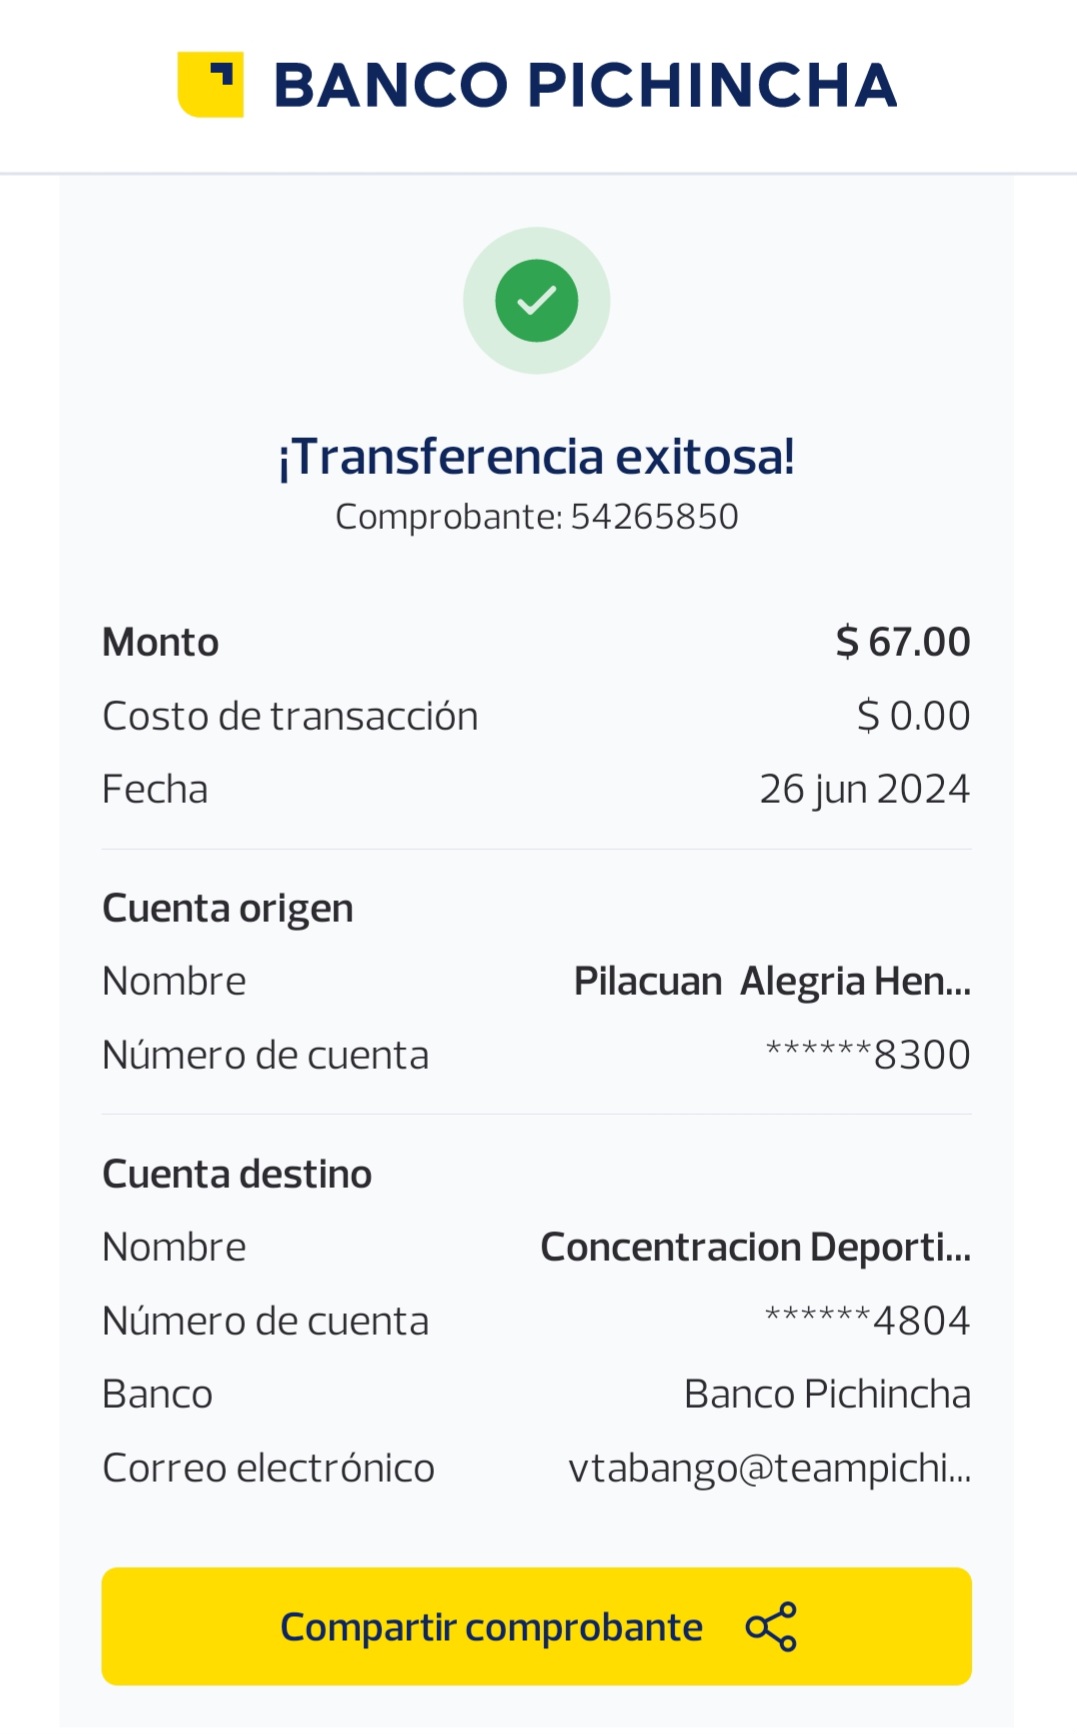 BANCO PICHINCHA
¡Transferencia exitosa!
Comprobante: 54265850
Monto $ 67.00
Costo de transacción $ 0.00
Fecha 26 jun 2024
Cuenta origen
Nombre Pilacuan  Alegria Hen...
Número de cuenta ******8300
Cuenta destino
Nombre Concentracion Deporti...
Número de cuenta ******4804
Banco Banco Pichincha
Correo electrónico vtabango@teampichi...
Compartir comprobante